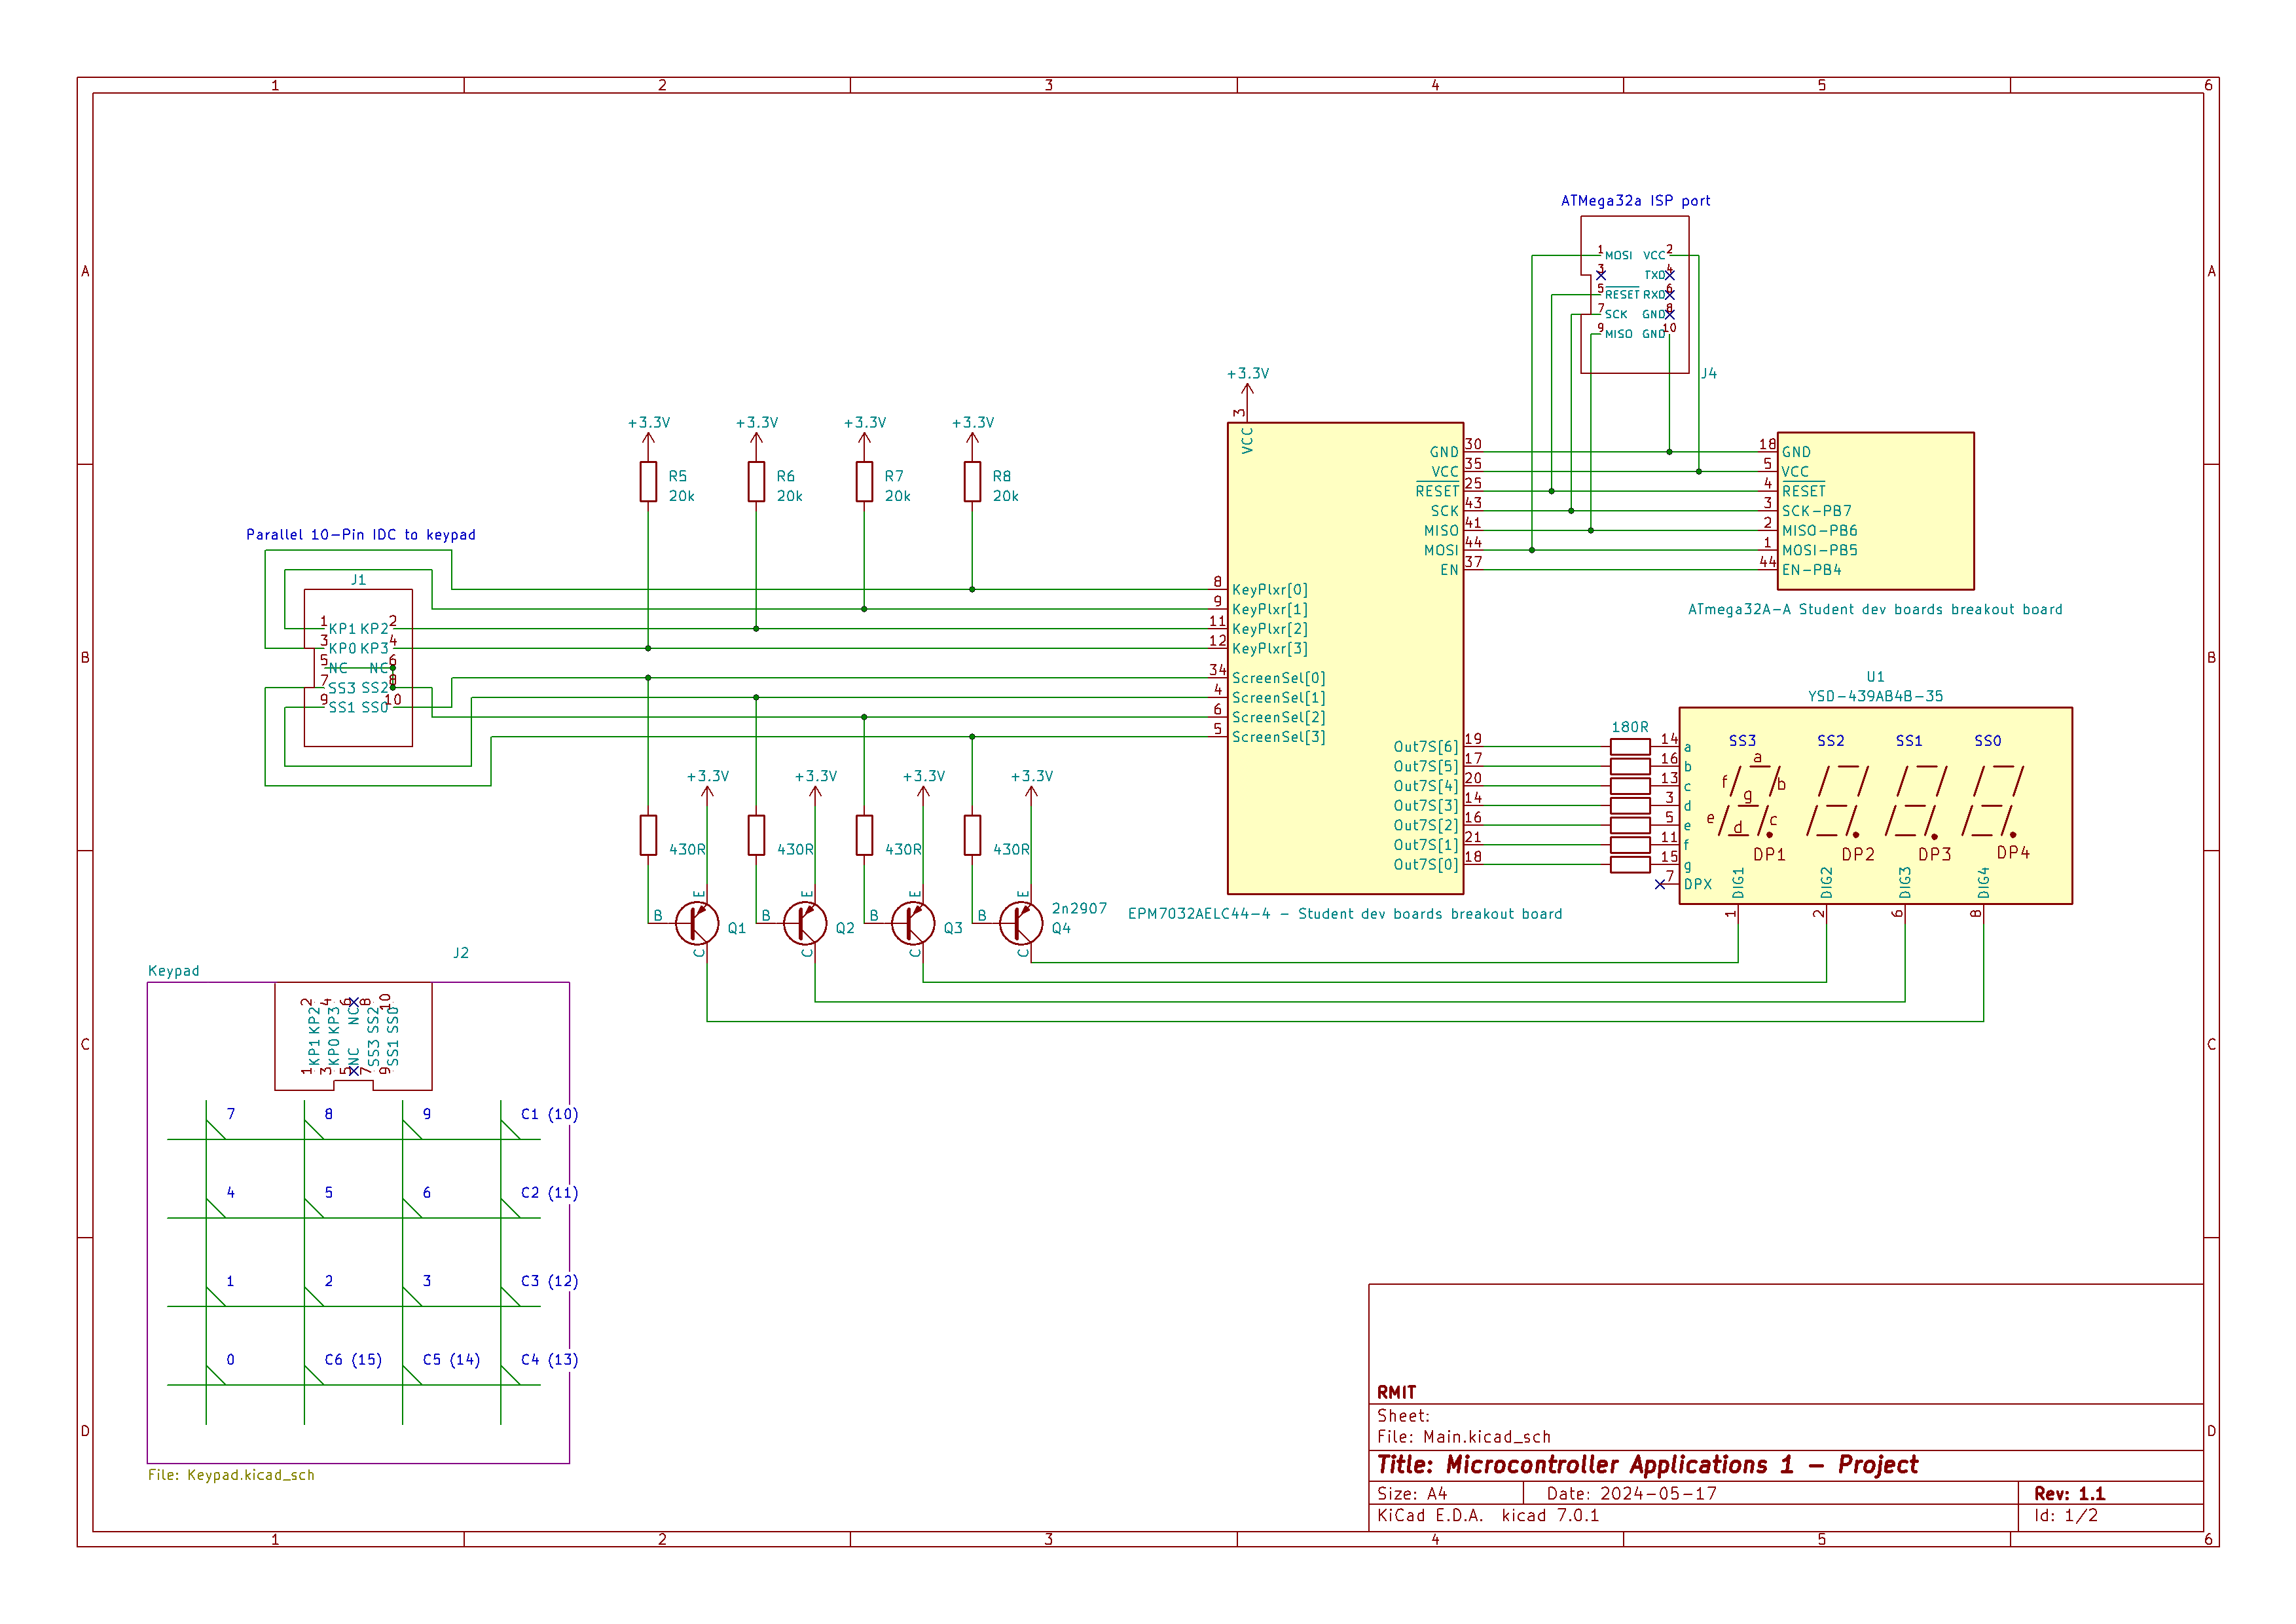 1 2 3 4 5 6
A A
B B
C C
D D
ATMega32a ISP port
1 MOSI VCC 2
3 TXD 4
5 RESET RXD 6
7 SCK GND 8
9 MISO GND 10
J4
+3.3V
3
VCC
+3.3V +3.3V +3.3V +3.3V
R5 R6 R7 R8
20k 20k 20k 20k
GND 30
VCC 35
RESET 25
SCK 43
MISO 41
MOSI 44
EN 37
18 GND
5 VCC
4 RESET
3 SCK-PB7
2 MISO-PB6
1 MOSI-PB5
44 EN-PB4
ATmega32A-A Student dev boards breakout board
Parallel 10-Pin IDC to keypad
J1
1 KP1 KP2 2
3 KP0 KP3 4
5 NC NC 6
7 SS3 SS2 8
9 SS1 SS0 10
8 KeyPlxr[0]
9 KeyPlxr[1]
11 KeyPlxr[2]
12 KeyPlxr[3]
34 ScreenSel[0]
4 ScreenSel[1]
6 ScreenSel[2]
5 ScreenSel[3]
Out7S[6] 19
Out7S[5] 17
Out7S[4] 20
Out7S[3] 14
Out7S[2] 16
Out7S[1] 21
Out7S[0] 18
EPM7032AELC44-4 - Student dev boards breakout board
U1
YSD-439AB4B-35
180R
14 a
16 b
13 c
3 d
5 e
11 f
15 g
7 DPX
SS3 SS2 SS1 SS0
a
f b
g
e d c
DP1 DP2 DP3 DP4
DIG1 DIG2 DIG3 DIG4
1 2 6 8
+3.3V +3.3V +3.3V +3.3V
430R 430R 430R 430R
E E E E
B B B B
C C C C
Q1 Q2 Q3
2n2907
Q4
J2
Keypad
2 4 6 8 10
KP2 KP3 NC SS2 SS0
KP1 KP0 NC SS3 SS1
1 3 5 7 9
7 8 9 C1 (10)
4 5 6 C2 (11)
1 2 3 C3 (12)
0 C6 (15) C5 (14) C4 (13)
File: Keypad.kicad_sch
RMIT
Sheet:
File: Main.kicad_sch
Title: Microcontroller Applications 1 - Project
Size: A4 Date: 2024-05-17 Rev: 1.1
KiCad E.D.A. kicad 7.0.1 Id: 1/2
1 2 3 4 5 6